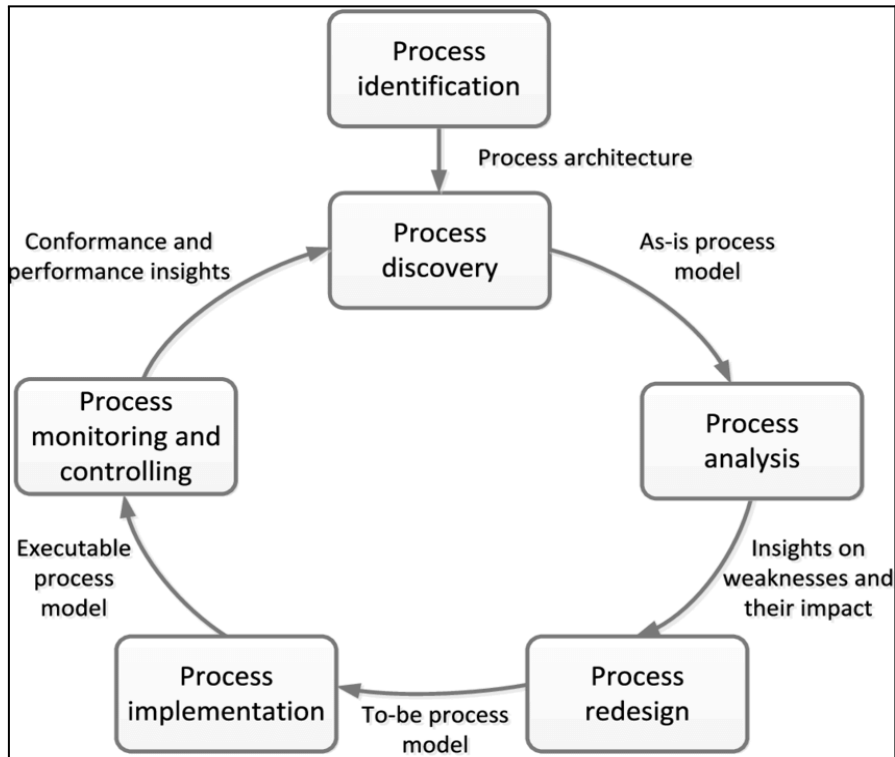 Process
identification
Process architecture
Process
discovery
As-is process
model
Process
analysis
Insights on
weaknesses and
their impact
Process
redesign
To-be process
model
Process
implementation
Executable
process
model
Process
monitoring and
controlling
Conformance and
performance insights